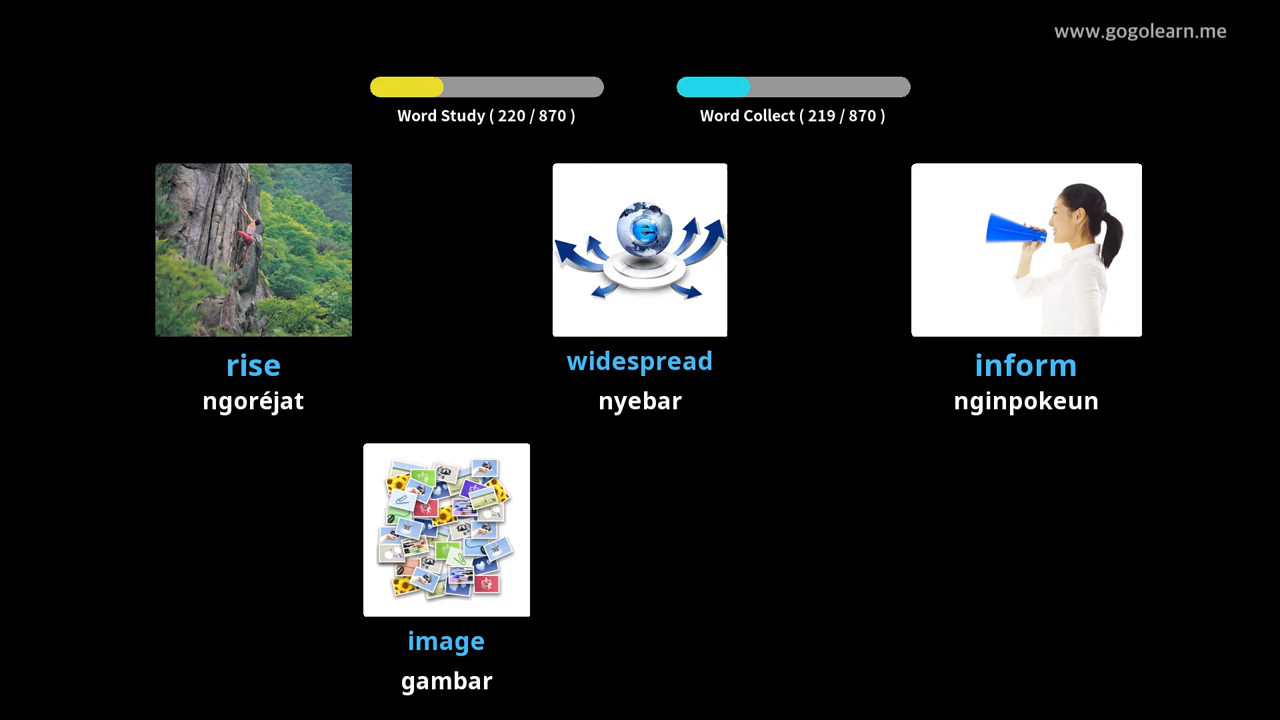 www.gogolearn.me
Word Study ( 220 / 870 )
Word Collect ( 219 / 870 )
rise
ngoréjat
widespread
nyebar
inform
nginpokeun
image
gambar